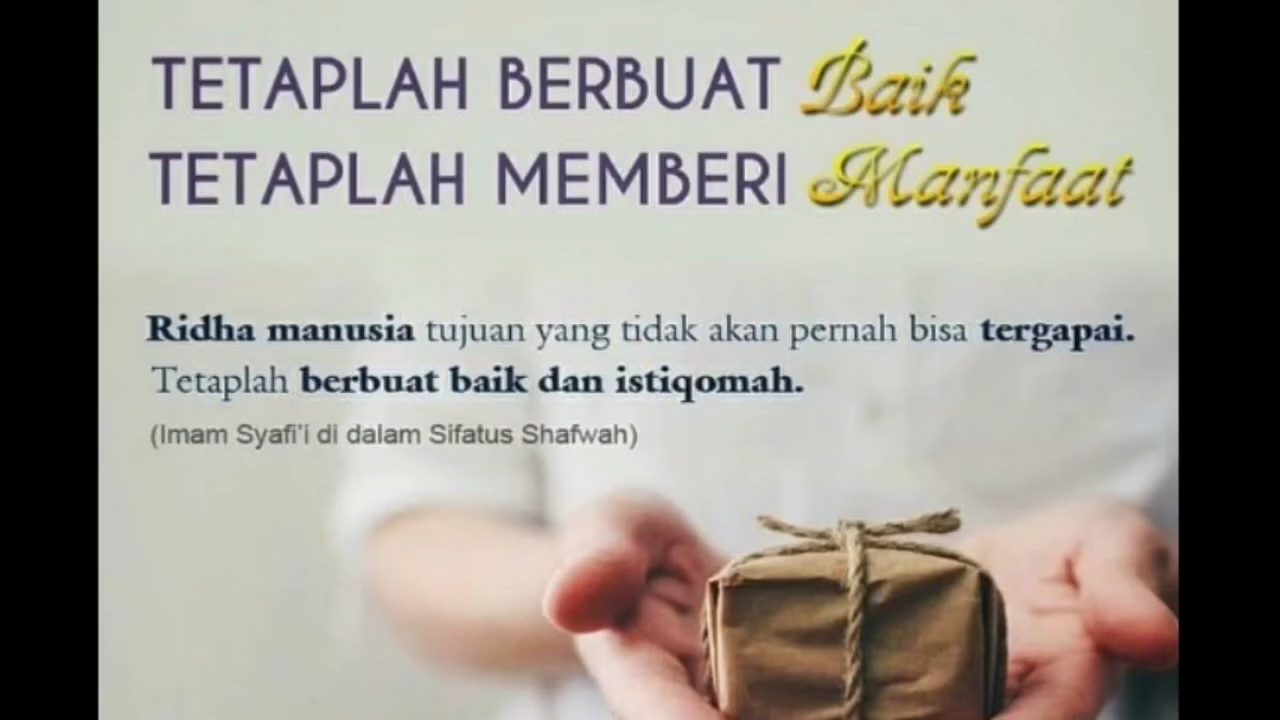 TETAPLAH BERBUAT Baik
TETAPLAH MEMBERI Manfaat
Ridha manusia tujuan yang tidak akan pernah bisa tergapai.
Tetaplah berbuat baik dan istiqomah.
(Imam Syafi'i di dalam Sifatus Shafwah)